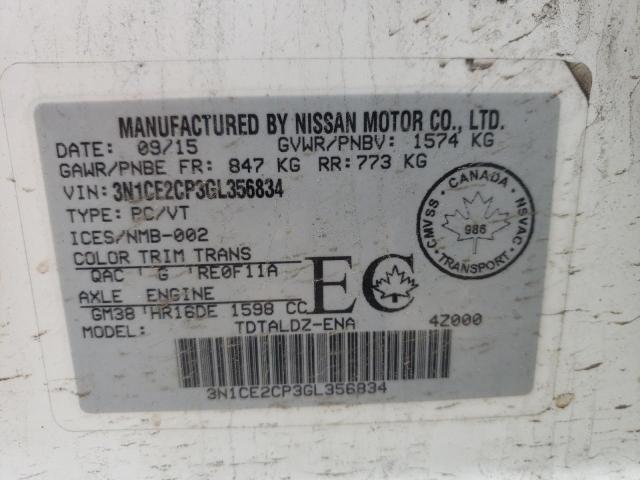 MANUFACTURED BY NISSAN MOTOR CO., LTD.
DATE: 09/15 GVWR/PNBV: 1574 KG
GAWR/PNBE FR: 847 KG RR: 773 KG
VIN: 3N1CE2CP3GL356834
TYPE: PC/VT
ICES/NMB-002
COLOR TRIM TRANS
QAC ' G ' RE0F11A
AXLE ENGINE
GM38 ' HR16DE 1598 CC
MODEL: TDTALDZ-ENA 4Z000
EC
CANADA
CMVSS
986
NSVAC
TRANSPORT
3N1CE2CP3GL356834